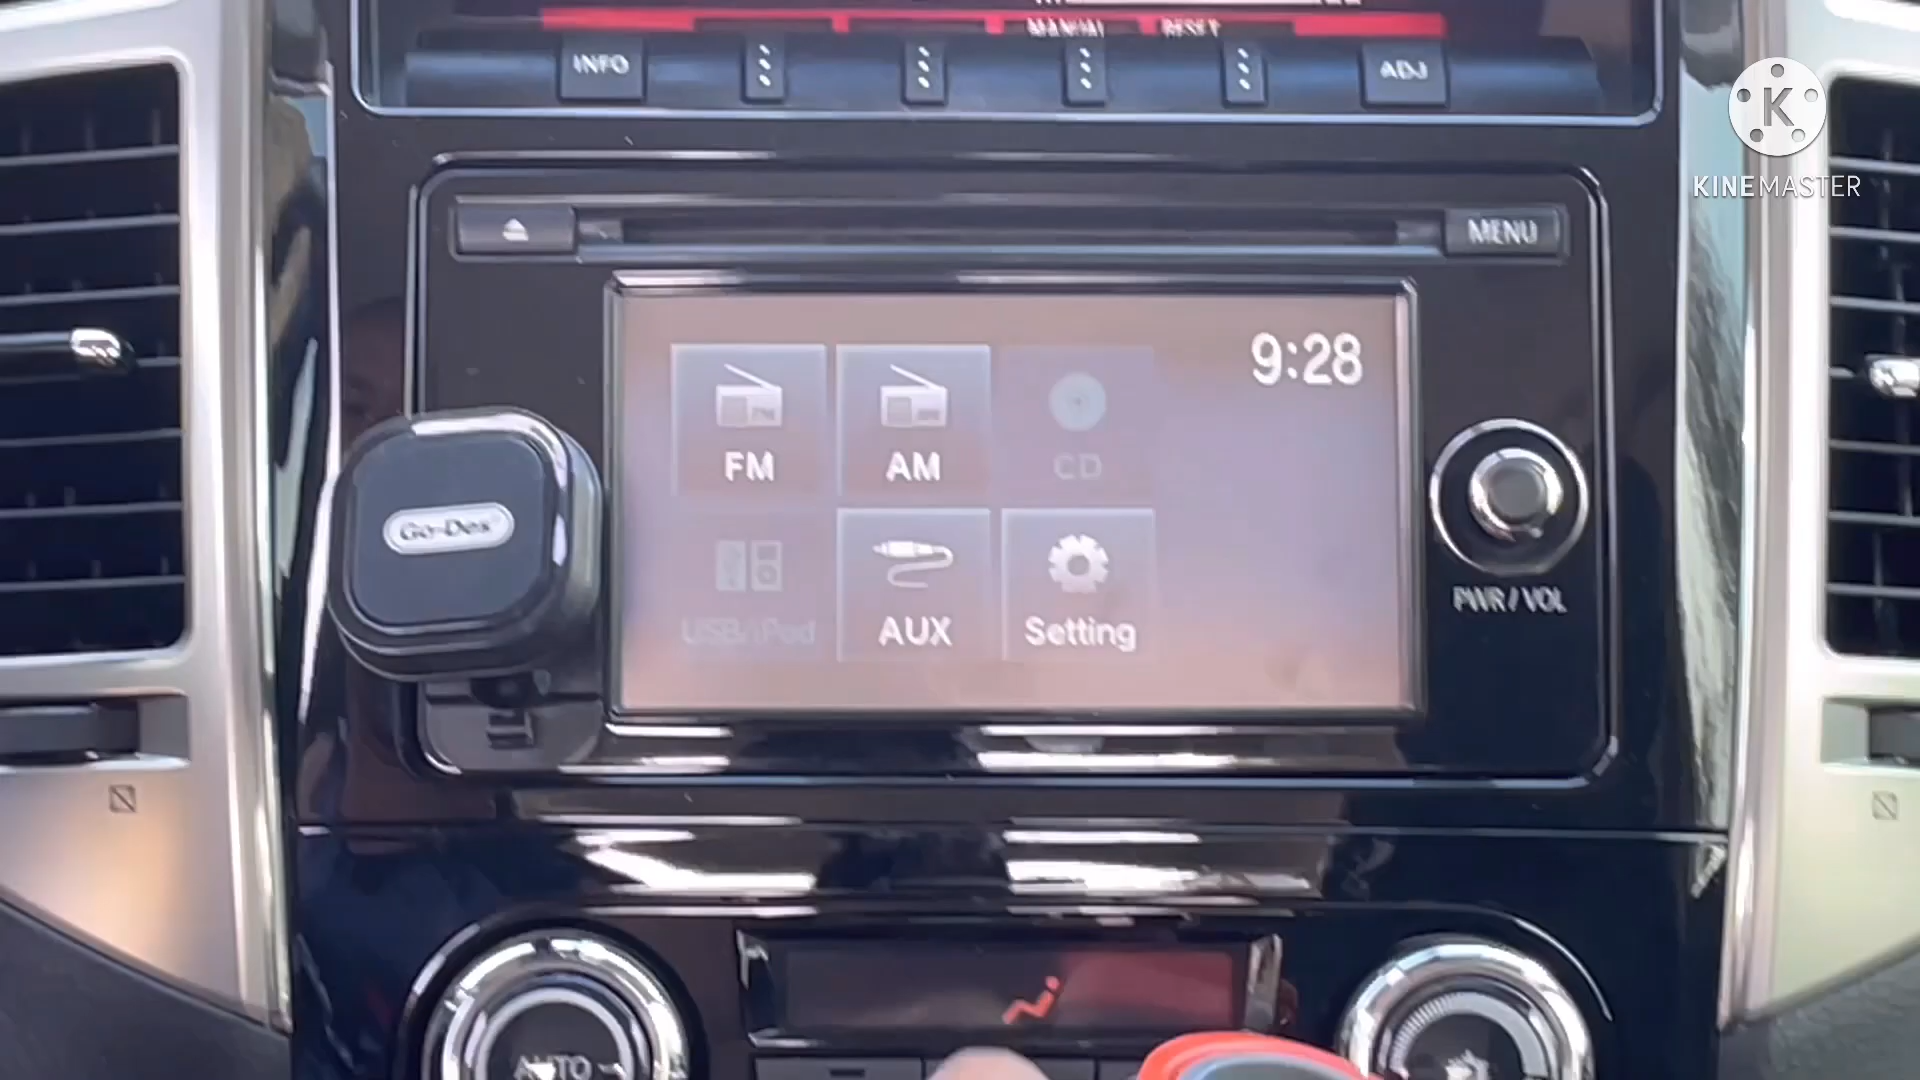 MANUAL RESET
INFO
ADJ
K
KINEMASTER
MENU
9:28
FM
AM
CD
Go-Des
USB/iPod
AUX
Setting
PWR/VOL
AUTO